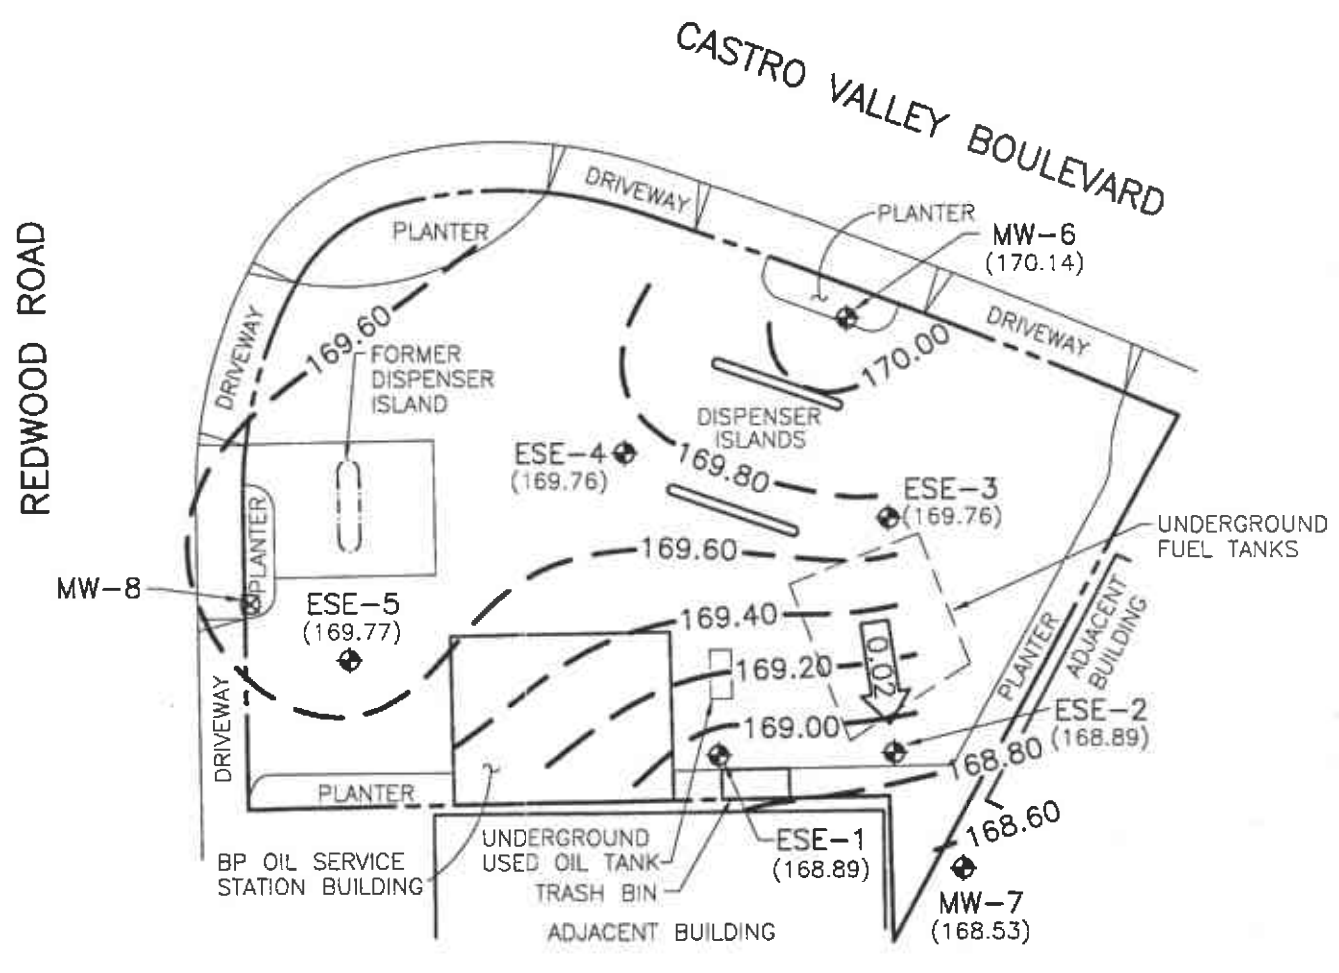 CASTRO VALLEY BOULEVARD
REDWOOD ROAD
DRIVEWAY
PLANTER
MW-6
(170.14)
PLANTER
DRIVEWAY
DRIVEWAY
169.60
170.00
FORMER
DISPENSER
ISLAND
DISPENSER
ISLANDS
ESE-4
(169.76)
169.80
ESE-3
(169.76)
UNDERGROUND
FUEL TANKS
PLANTER
169.60
MW-8
ESE-5
(169.77)
169.40
ADJACENT
BUILDING
PLANTER
169.20
0.02
DRIVEWAY
169.00
ESE-2
(168.89)
168.80
PLANTER
168.60
UNDERGROUND
USED OIL TANK
ESE-1
(168.89)
BP OIL SERVICE
STATION BUILDING
TRASH BIN
MW-7
(168.53)
ADJACENT BUILDING